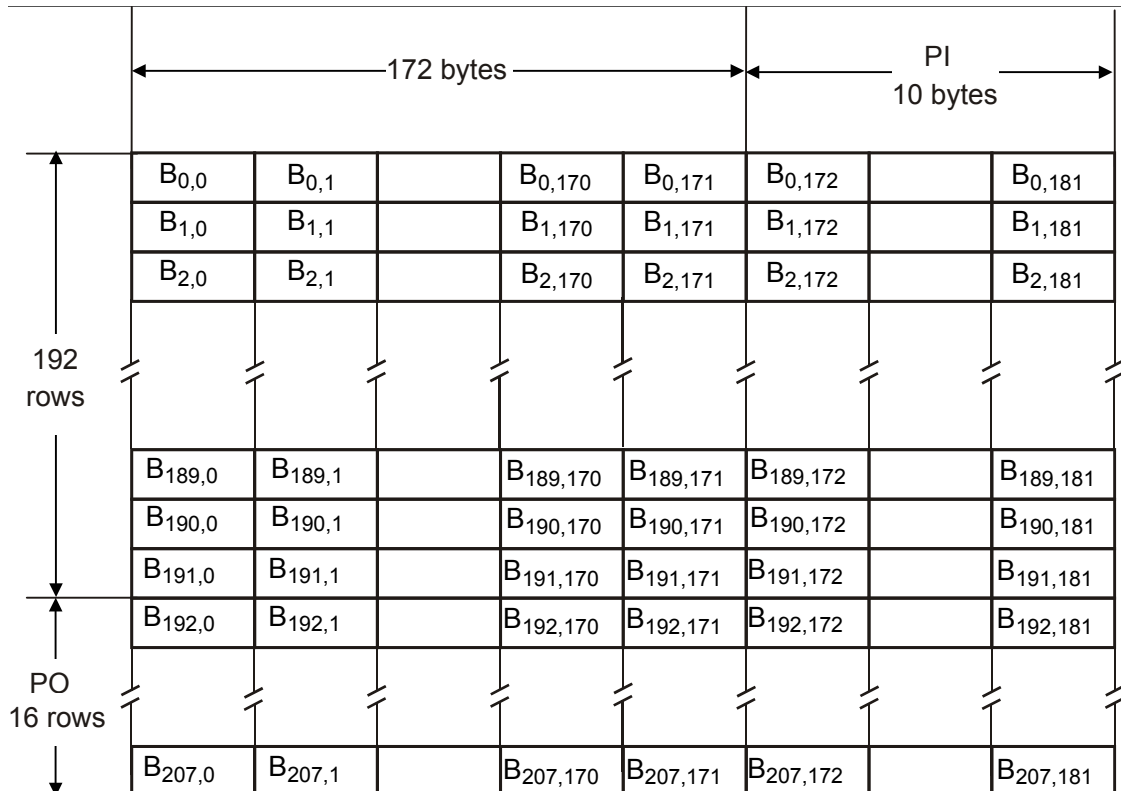 172 bytes
PI
10 bytes
B0,0 B0,1 B0,170 B0,171 B0,172 B0,181
B1,0 B1,1 B1,170 B1,171 B1,172 B1,181
B2,0 B2,1 B2,170 B2,171 B2,172 B2,181
192
rows
B189,0 B189,1 B189,170 B189,171 B189,172 B189,181
B190,0 B190,1 B190,170 B190,171 B190,172 B190,181
B191,0 B191,1 B191,170 B191,171 B191,172 B191,181
B192,0 B192,1 B192,170 B192,171 B192,172 B192,181
PO
16 rows
B207,0 B207,1 B207,170 B207,171 B207,172 B207,181